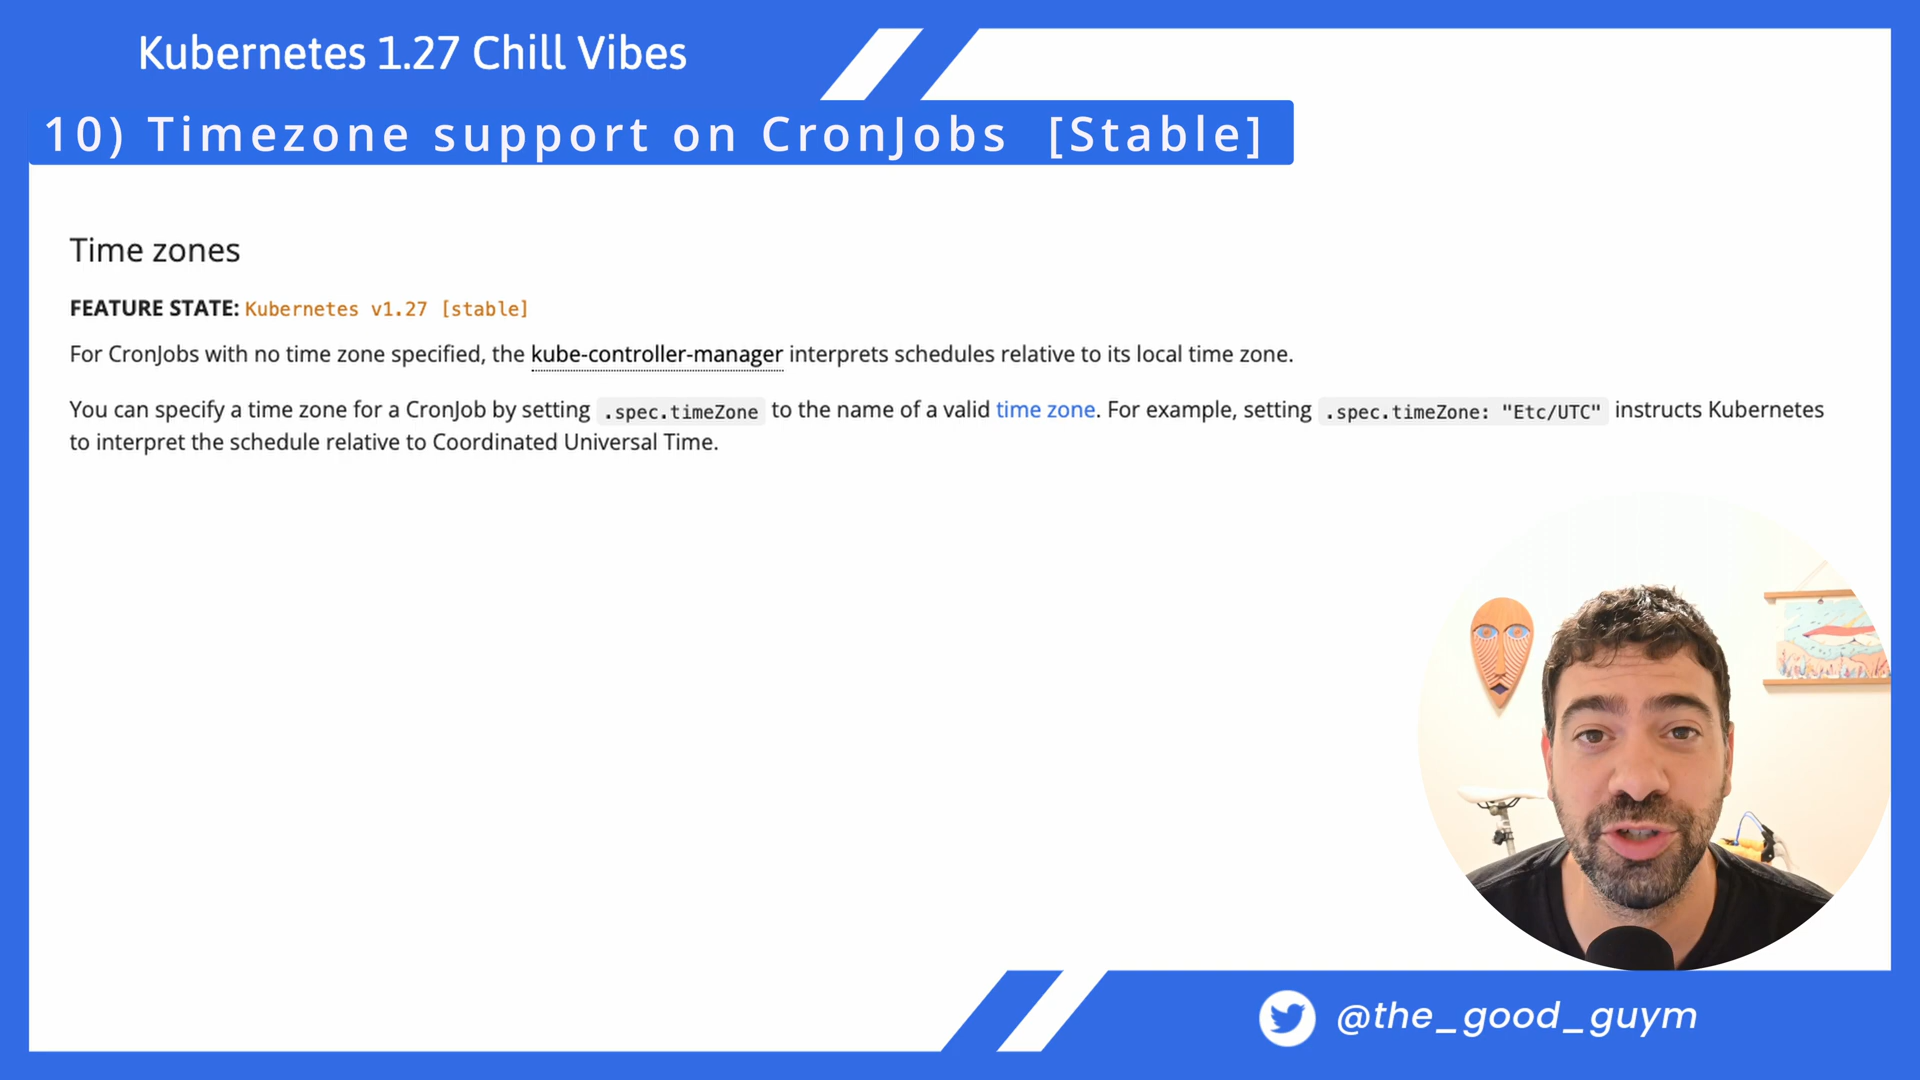 Kubernetes 1.27 Chill Vibes
10) Timezone support on CronJobs [Stable]
Time zones
FEATURE STATE: Kubernetes v1.27 [stable]
For CronJobs with no time zone specified, the kube-controller-manager interprets schedules relative to its local time zone.
You can specify a time zone for a CronJob by setting .spec.timeZone to the name of a valid time zone. For example, setting .spec.timeZone: "Etc/UTC" instructs Kubernetes
to interpret the schedule relative to Coordinated Universal Time.
@the_good_guym